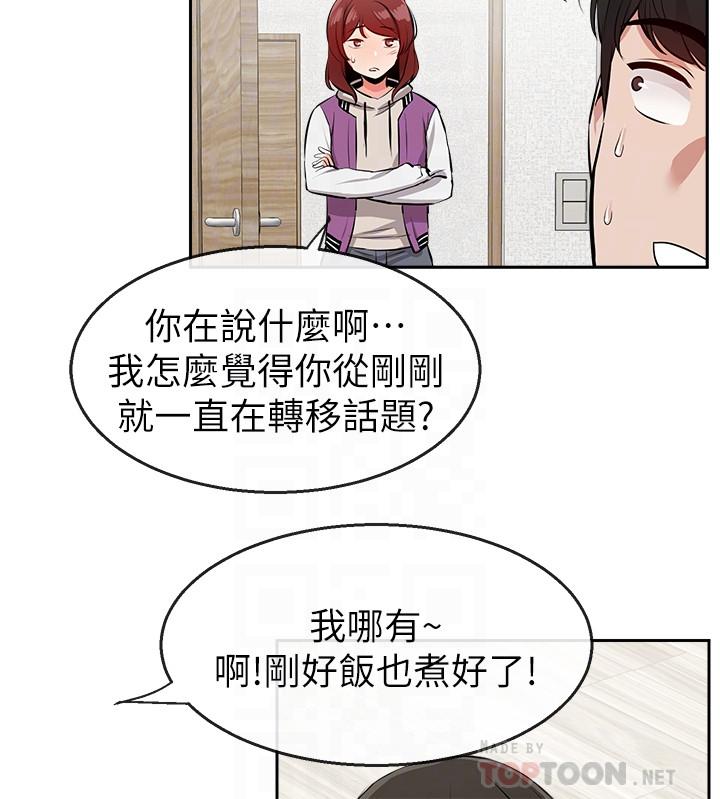 你在說什麼啊⋯
我怎麼覺得你從剛剛
就一直在轉移話題?
我哪有~
啊!剛好飯也煮好了!
MADE BY
TOPTOON.NET